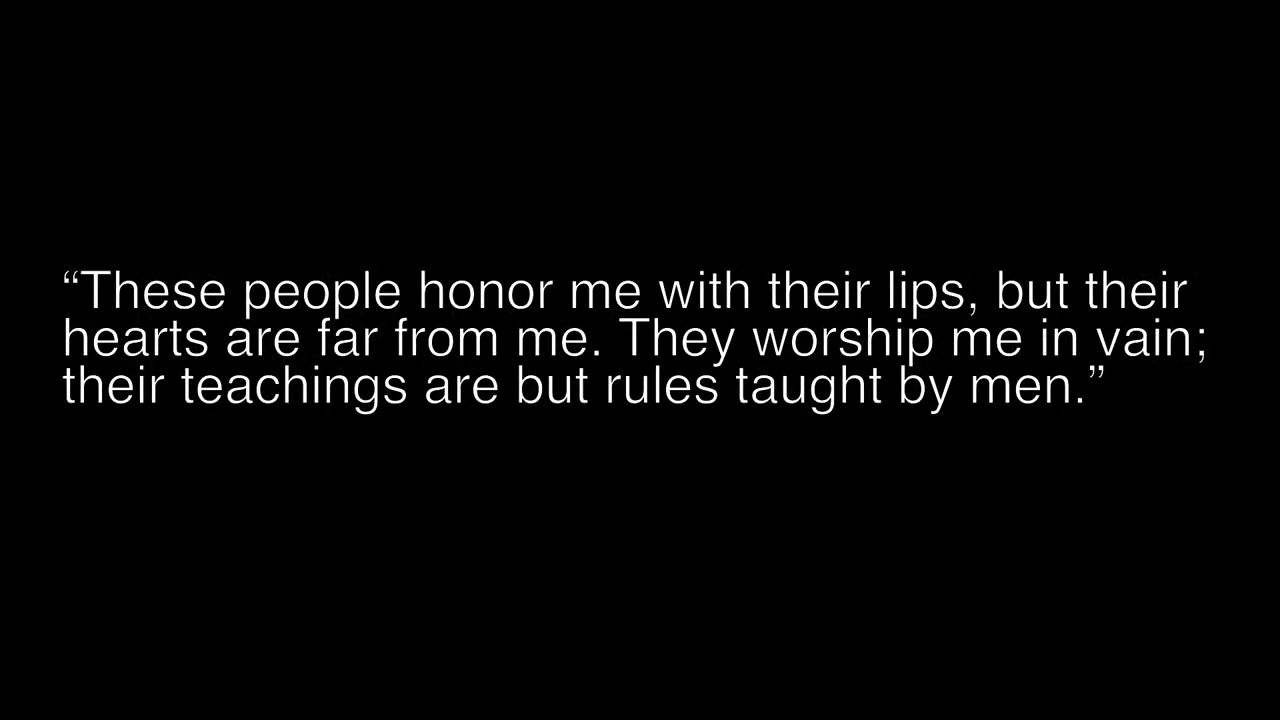 “These people honor me with their lips, but their
hearts are far from me. They worship me in vain;
their teachings are but rules taught by men.”